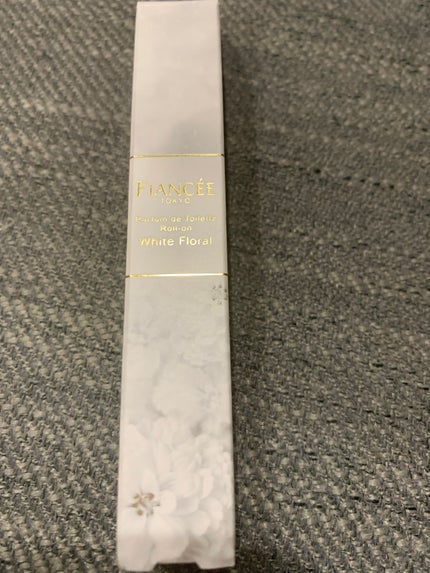 FIANCÉE
TOKYO
Parfum de Toilette
Roll-on
White Floral